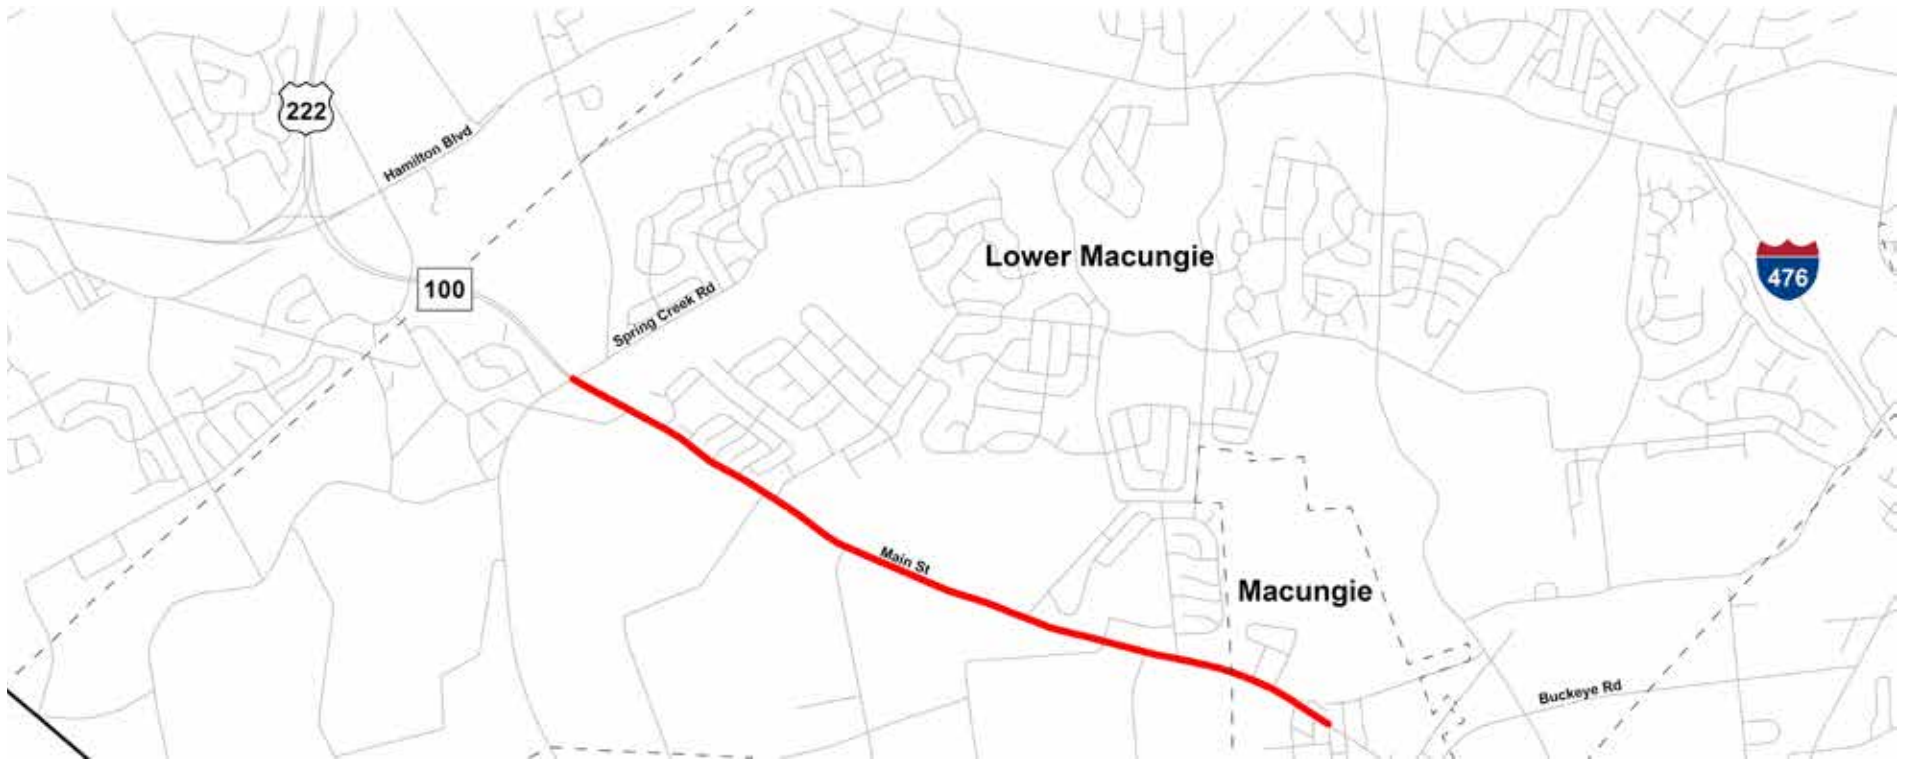 222
Hamilton Blvd
Lower Macungie
476
100
Spring Creek Rd
Main St
Macungie
Buckeye Rd